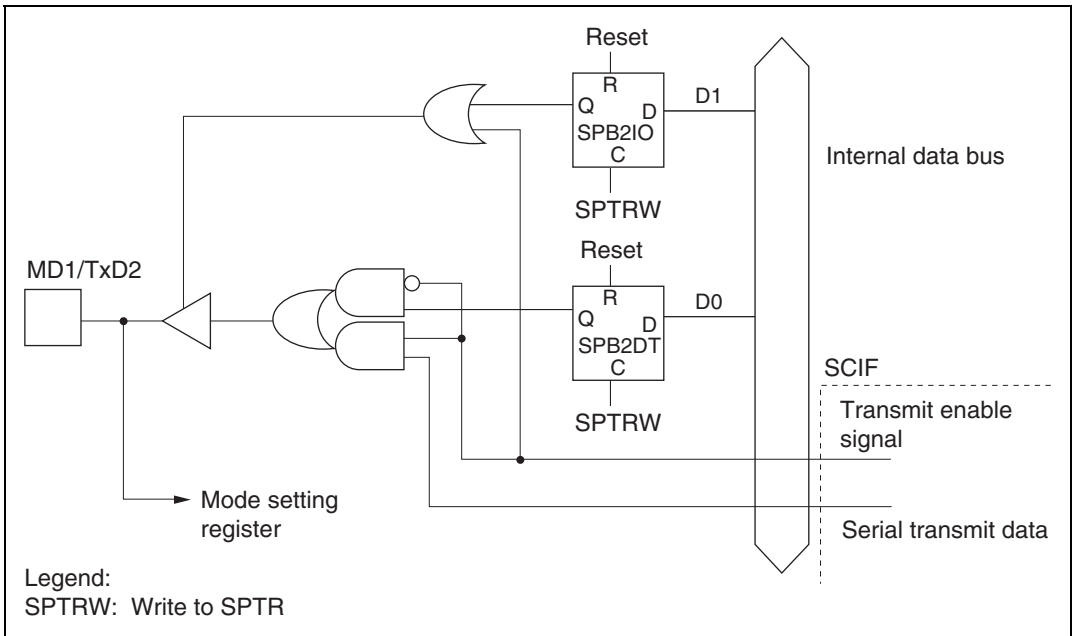 Reset
R
Q
D
D1
SPB2IO
C
SPTRW
Internal data bus
Reset
MD1/TxD2
R
Q
D
D0
SPB2DT
C
SPTRW
SCIF
Transmit enable
signal
Mode setting
register
Serial transmit data
Legend:
SPTRW: Write to SPTR